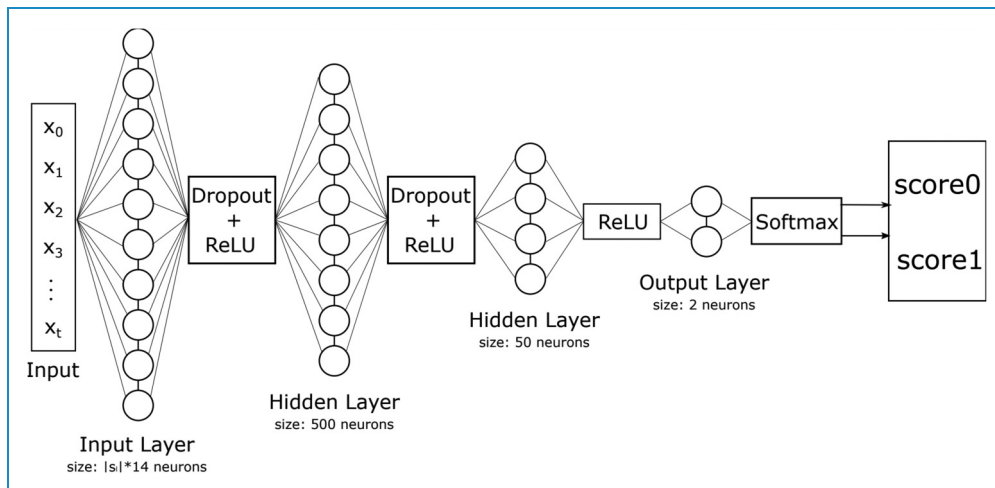 x₀
x₁
x₂
x₃
⋮
xₜ
Input
Input Layer
size: |sᵢ|*14 neurons
Dropout
+
ReLU
Hidden Layer
size: 500 neurons
Dropout
+
ReLU
Hidden Layer
size: 50 neurons
ReLU
Output Layer
size: 2 neurons
Softmax
score0
score1